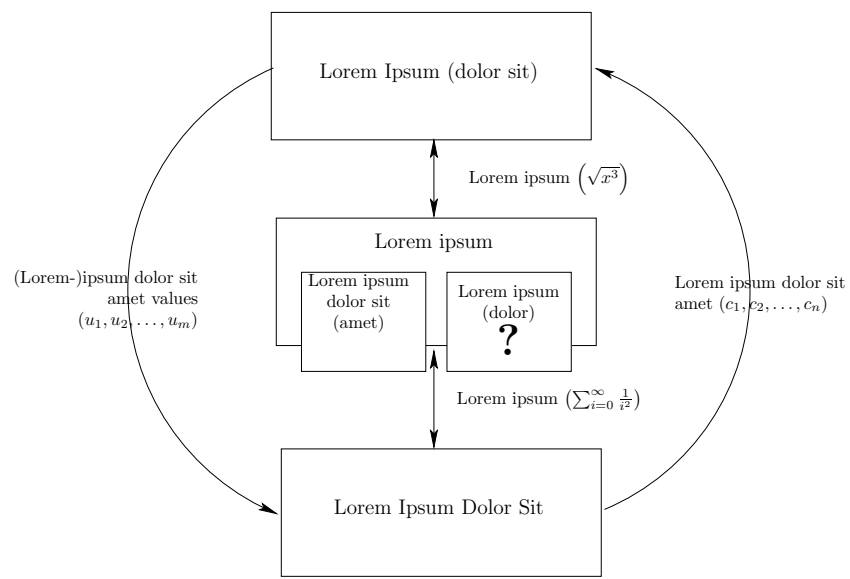 Lorem Ipsum (dolor sit)
Lorem ipsum (√x³)
Lorem ipsum
(Lorem-)ipsum dolor sit
amet values
(u₁, u₂, . . . , uₘ)
Lorem ipsum
dolor sit
(amet)
Lorem ipsum
(dolor)
?
Lorem ipsum dolor sit
amet (c₁, c₂, . . . , cₙ)
Lorem ipsum (∑_{i=0}^{∞} 1/i²)
Lorem Ipsum Dolor Sit